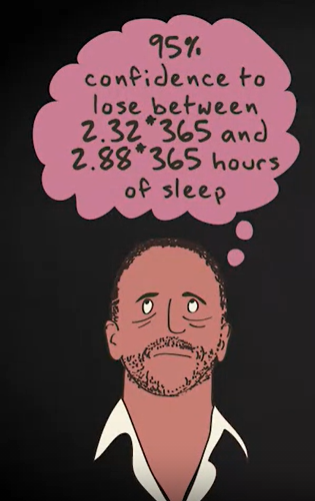 95%
confidence to
lose between
2.32*365 and
2.88*365 hours
of sleep